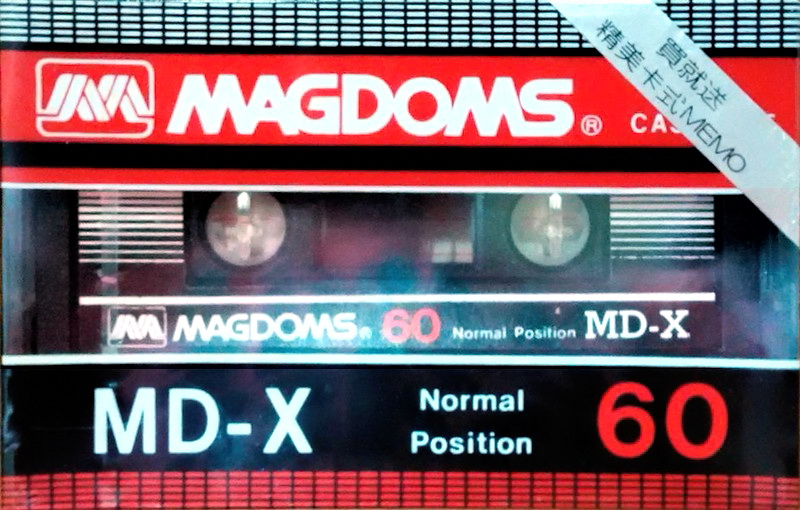 MAGDOMS®
買就送
精美卡式MEMO
MAGDOMS® 60 Normal Position MD-X
MD-X
Normal
Position
60